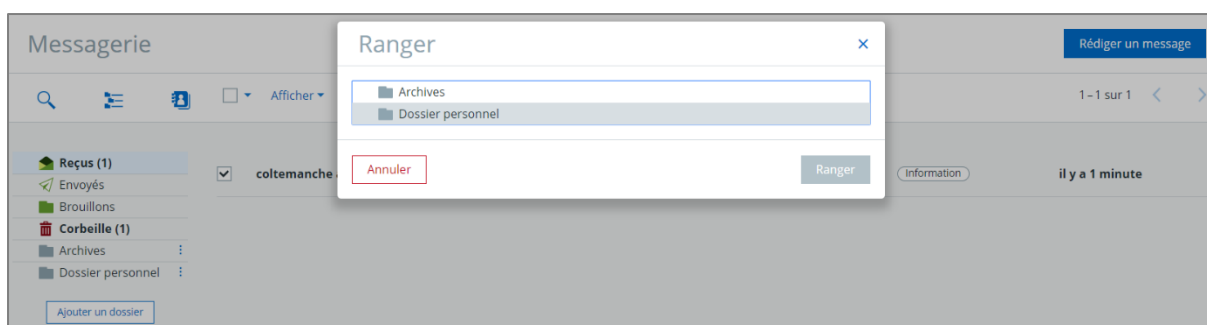 Messagerie
Ranger
Rédiger un message
Afficher
Archives
Dossier personnel
1 – 1 sur 1
Reçus (1)
Envoyés
Brouillons
Corbeille (1)
Archives
Dossier personnel
Ajouter un dossier
coltemanche
Annuler
Ranger
Information
il y a 1 minute